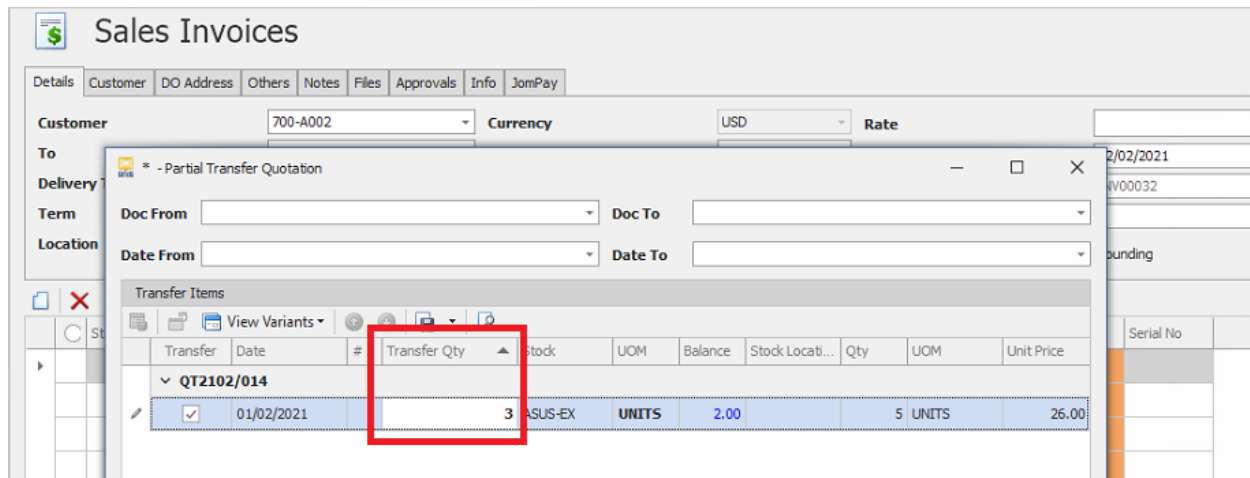 Sales Invoices
Details Customer DO Address Others Notes Files Approvals Info JomPay
Customer 700-A002 Currency USD Rate
To 2/02/2021
* - Partial Transfer Quotation
Delivery NV00032
Term Doc From Doc To
Location Date From Date To ounding
Transfer Items
View Variants
St Serial No
Transfer Date # Transfer Qty Stock UOM Balance Stock Locati... Qty UOM Unit Price
QT2102/014
01/02/2021 3 ASUS-EX UNITS 2.00 5 UNITS 26.00